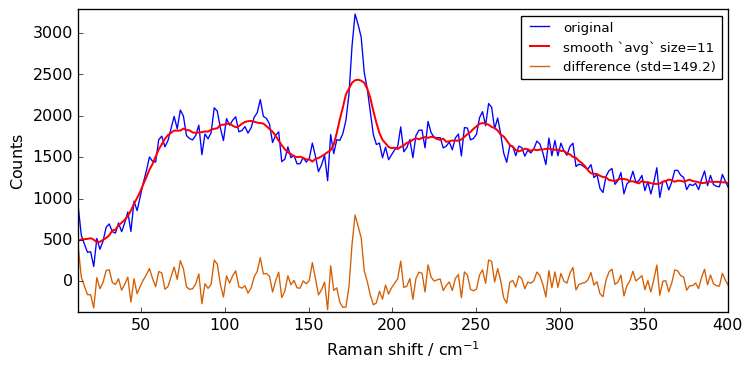 original
smooth `avg` size=11
difference (std=149.2)
Counts
3000
2500
2000
1500
1000
500
0
50 100 150 200 250 300 350 400
Raman shift / cm⁻¹